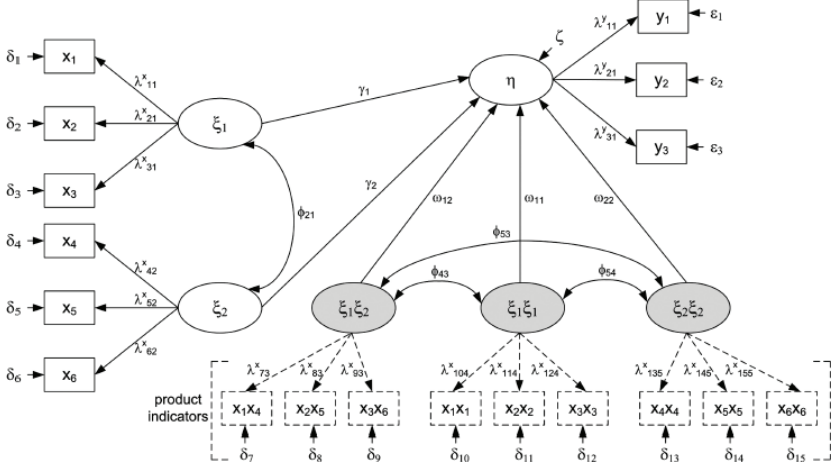 ζ
λʸ₁₁
y₁
ε₁
δ₁
x₁
λˣ₁₁
η
λʸ₂₁
y₂
ε₂
γ₁
δ₂
x₂
λˣ₂₁
ξ₁
λʸ₃₁
y₃
ε₃
λˣ₃₁
δ₃
x₃
γ₂
ω₁₂
ω₁₁
ω₂₂
ϕ₂₁
δ₄
x₄
ϕ₅₃
λˣ₄₂
ϕ₄₃
ϕ₅₄
δ₅
x₅
λˣ₅₂
ξ₂
ξ₁ξ₂
ξ₁ξ₁
ξ₂ξ₂
λˣ₆₂
δ₆
x₆
λˣ₇₃
λˣ₈₃
λˣ₉₃
λˣ₁₀₄
λˣ₁₁₄
λˣ₁₂₄
λˣ₁₃₅
λˣ₁₄₅
λˣ₁₅₅
product
indicators
x₁x₄
x₂x₅
x₃x₆
x₁x₁
x₂x₂
x₃x₃
x₄x₄
x₅x₅
x₆x₆
δ₇
δ₈
δ₉
δ₁₀
δ₁₁
δ₁₂
δ₁₃
δ₁₄
δ₁₅